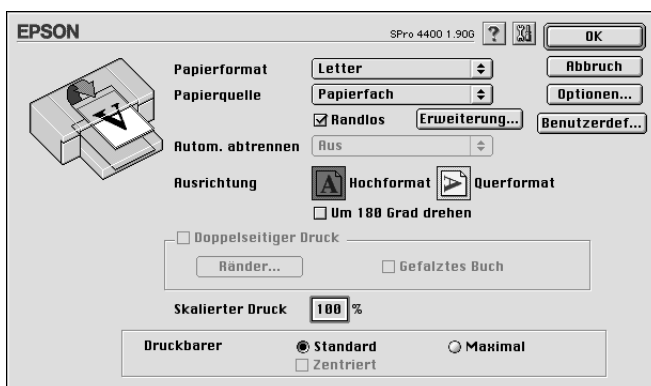 EPSON SPro 4400 1.90G ? OK
Papierformat Letter Abbruch
Papierquelle Papierfach Optionen...
Randlos Erweiterung... Benutzerdef...
Autom. abtrennen Aus
Ausrichtung A Hochformat A Querformat
Um 180 Grad drehen
Doppelseitiger Druck
Ränder... Gefalztes Buch
Skalierter Druck 100 %
Druckbarer Standard Maximal
Zentriert